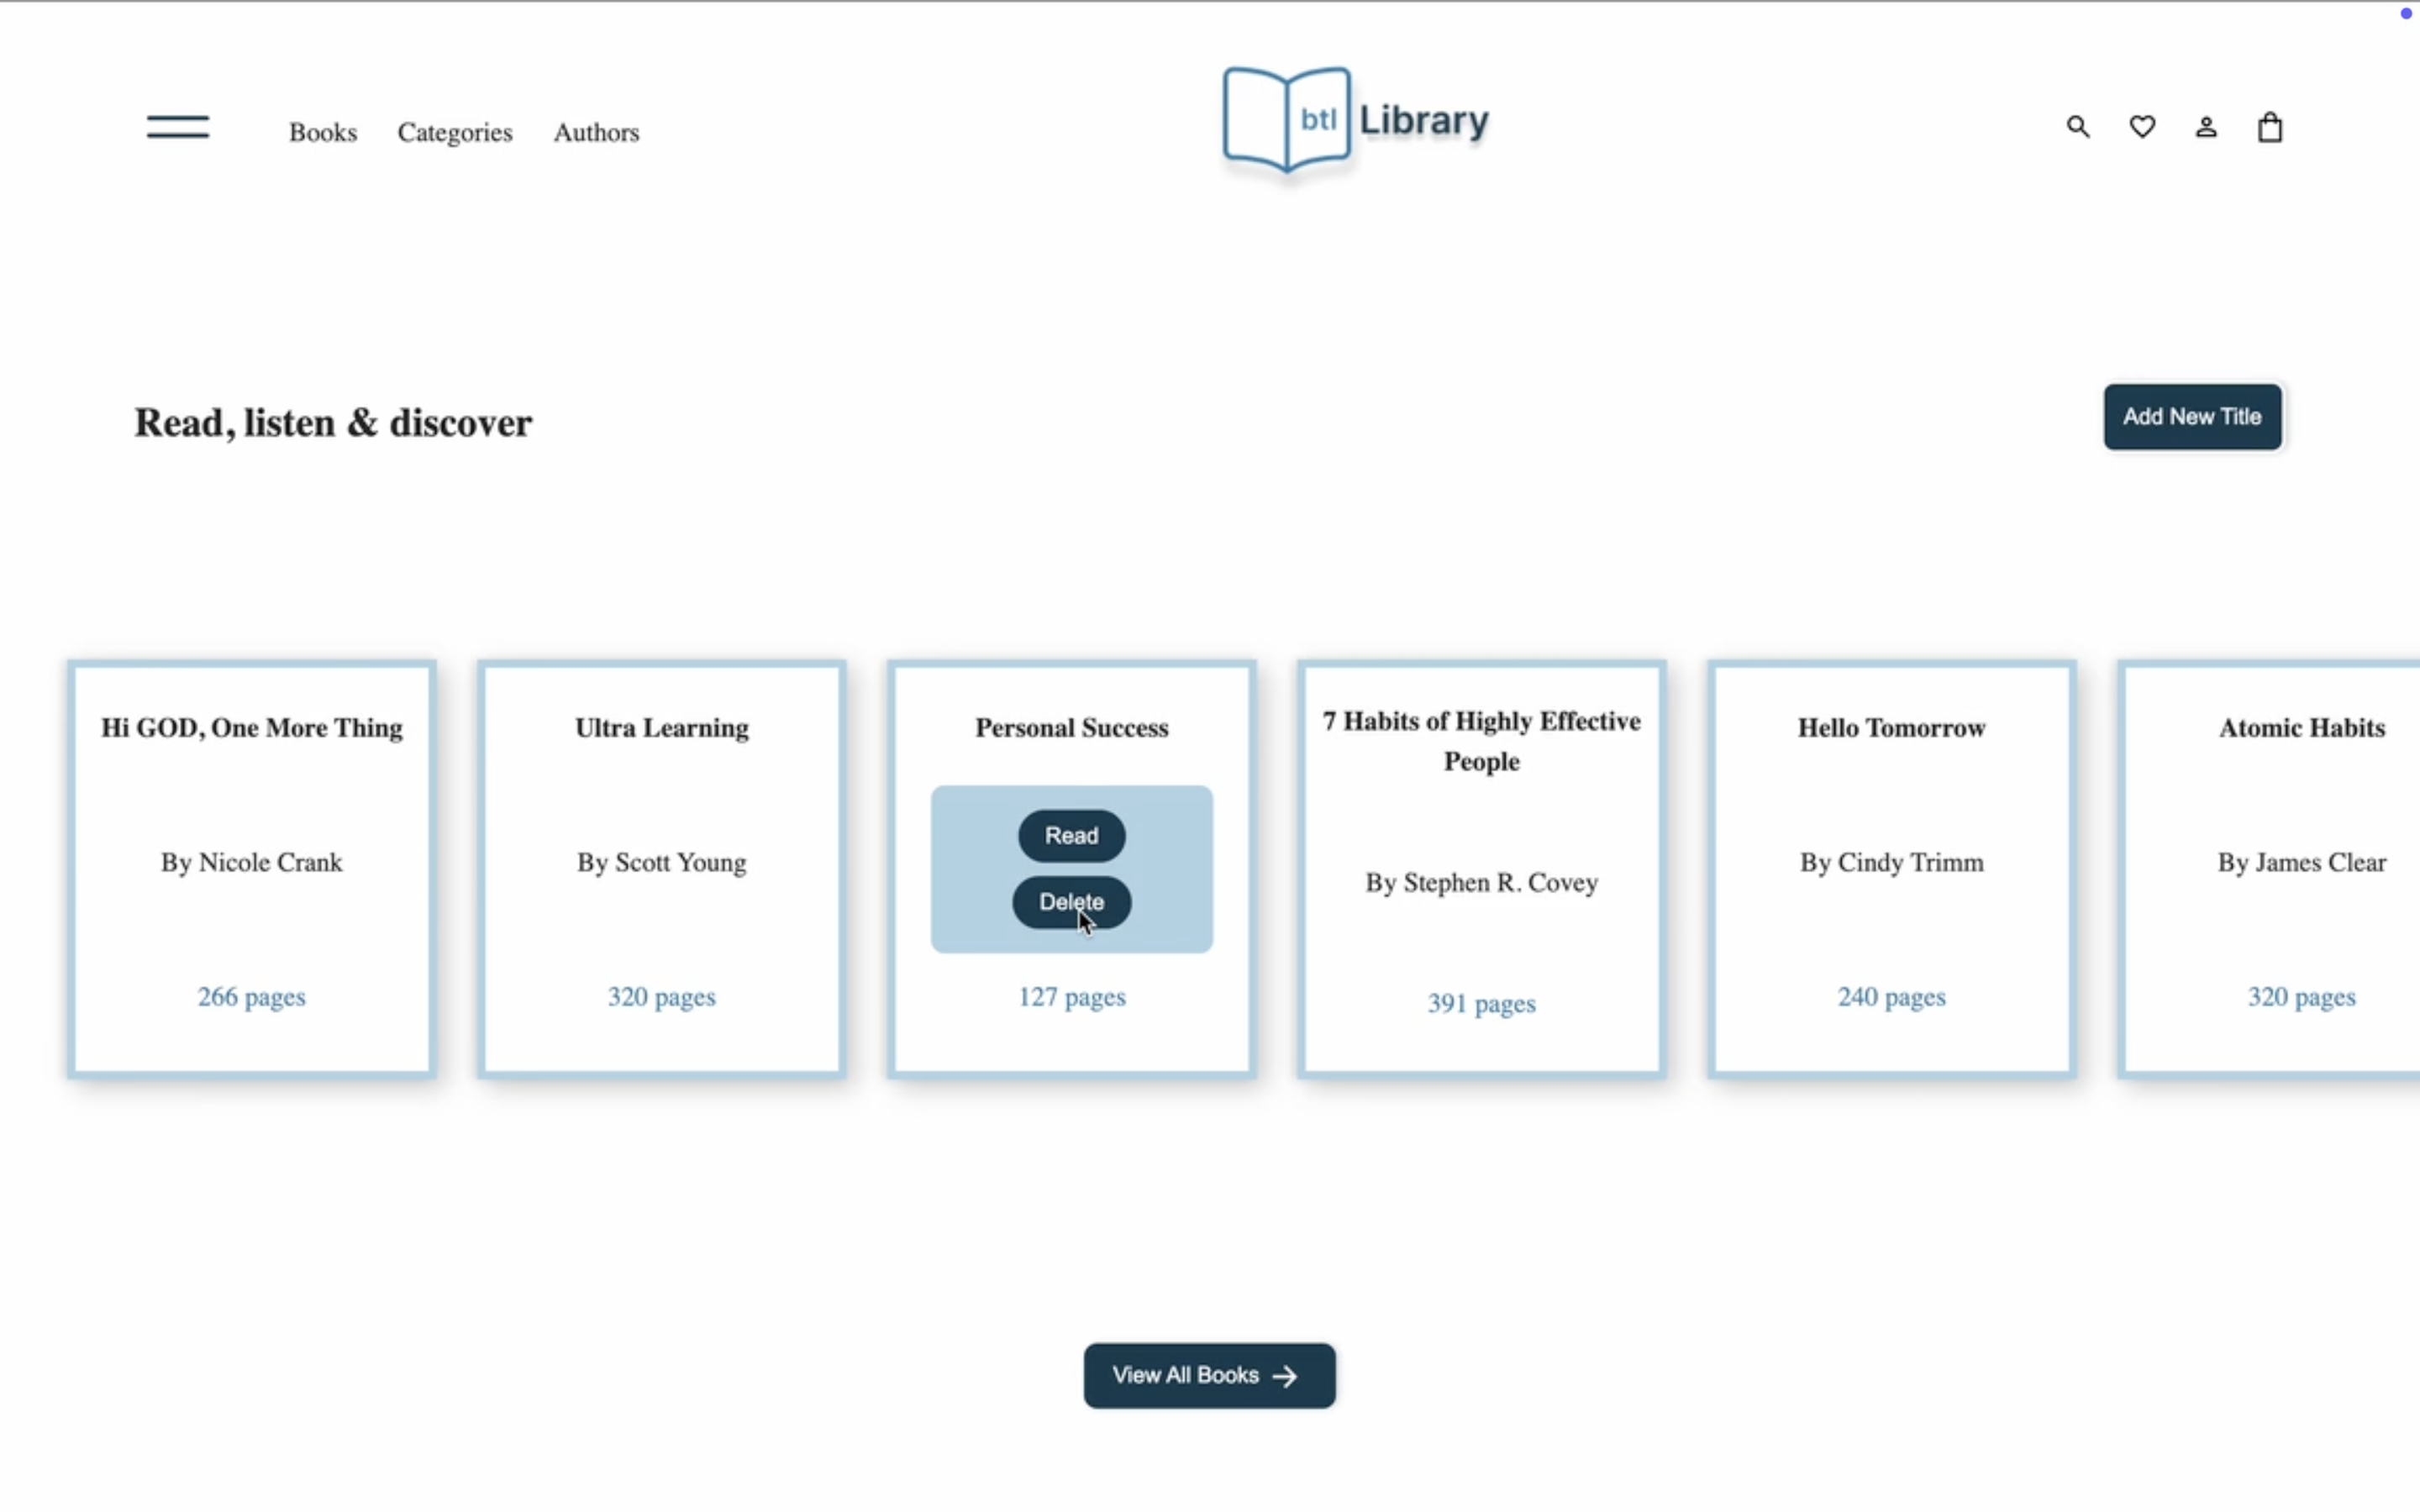 Books Categories Authors
btl Library
Read, listen & discover
Add New Title
Hi GOD, One More Thing
By Nicole Crank
266 pages
Ultra Learning
By Scott Young
320 pages
Personal Success
Read
Delete
127 pages
7 Habits of Highly Effective
People
By Stephen R. Covey
391 pages
Hello Tomorrow
By Cindy Trimm
240 pages
Atomic Habits
By James Clear
320 pages
View All Books